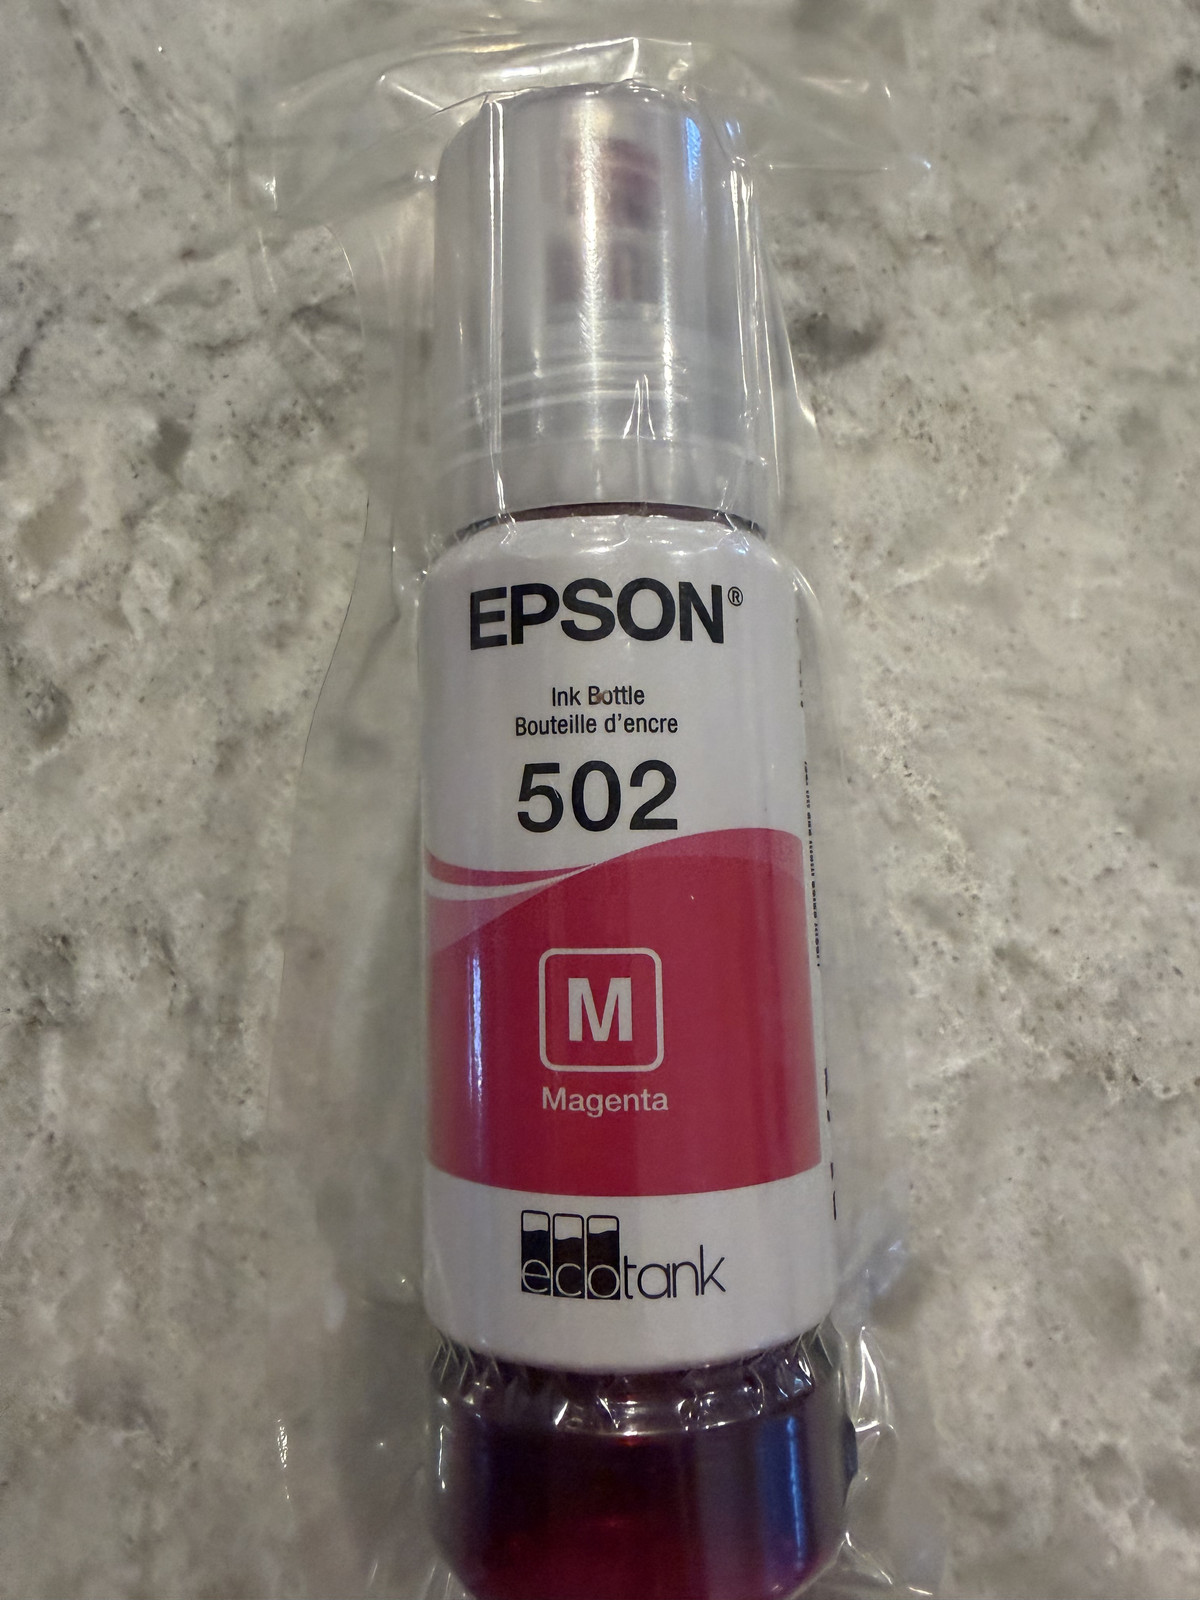 EPSON®
Ink Bottle
Bouteille d'encre
502
M
Magenta
ecotank